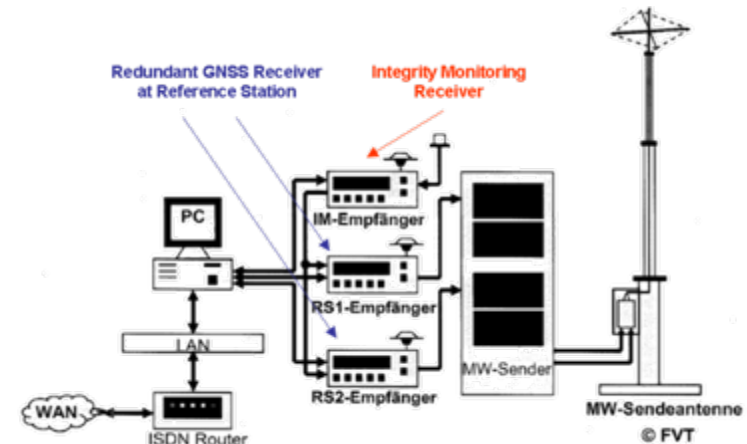 Redundant GNSS Receiver
at Reference Station
Integrity Monitoring
Receiver
PC
IM-Empfänger
RS1-Empfänger
LAN
MW-Sender
RS2-Empfänger
WAN
ISDN Router
MW-Sendeantenne
© FVT